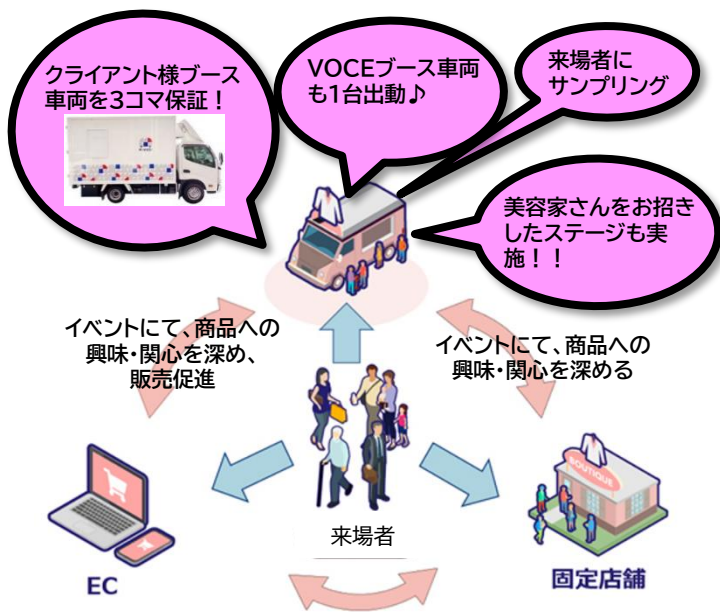 クライアント様ブース
車両を3コマ保証！
VOCEブース車両
も1台出動♪
来場者に
サンプリング
美容家さんをお招き
したステージも実
施！！
イベントにて、商品への
興味・関心を深め、
販売促進
イベントにて、商品への
興味・関心を深める
BOUTIQUE
来場者
EC
固定店舗